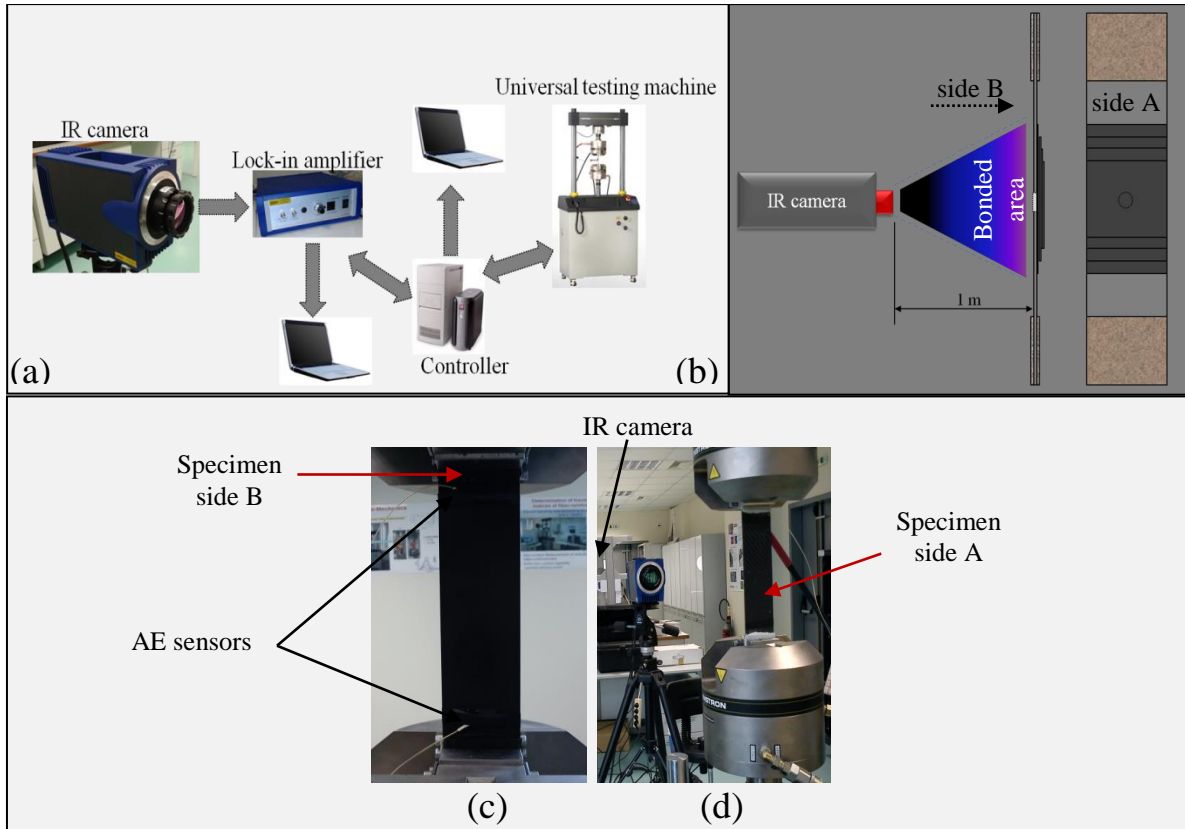 IR camera
Lock-in amplifier
Universal testing machine
Controller
(a)
(b)
side B
side A
IR camera
Bonded
area
1 m
IR camera
Specimen
side B
AE sensors
Specimen
side A
(c)
(d)